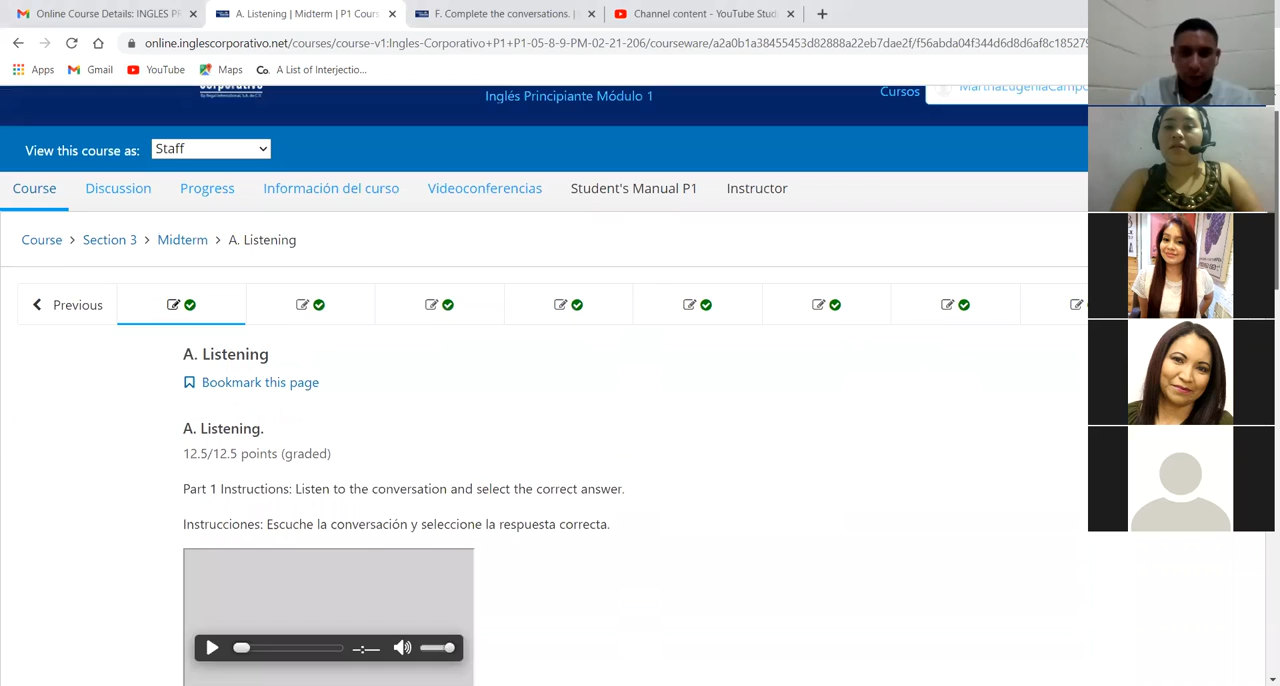 Online Course Details: INGLES PR
A. Listening | Midterm | P1 Cours
F. Complete the conversations. |
Channel content - YouTube Stud
online.inglescorporativo.net/courses/course-v1:Ingles-Corporativo+P1+P1-05-8-9-PM-02-21-206/courseware/a2a0b1a38455453d82888a22eb7dae2f/f56abda04f344d6d8d6af8c185279
Apps
Gmail
YouTube
Maps
Co.
A List of Interjectio...
Inglés Principiante Módulo 1
Cursos
MarthaEugeniaCampo
View this course as:
Staff
Course
Discussion
Progress
Información del curso
Videoconferencias
Student's Manual P1
Instructor
Course > Section 3 > Midterm > A. Listening
Previous
A. Listening
Bookmark this page
A. Listening.
12.5/12.5 points (graded)
Part 1 Instructions: Listen to the conversation and select the correct answer.
Instrucciones: Escuche la conversación y seleccione la respuesta correcta.
-:--